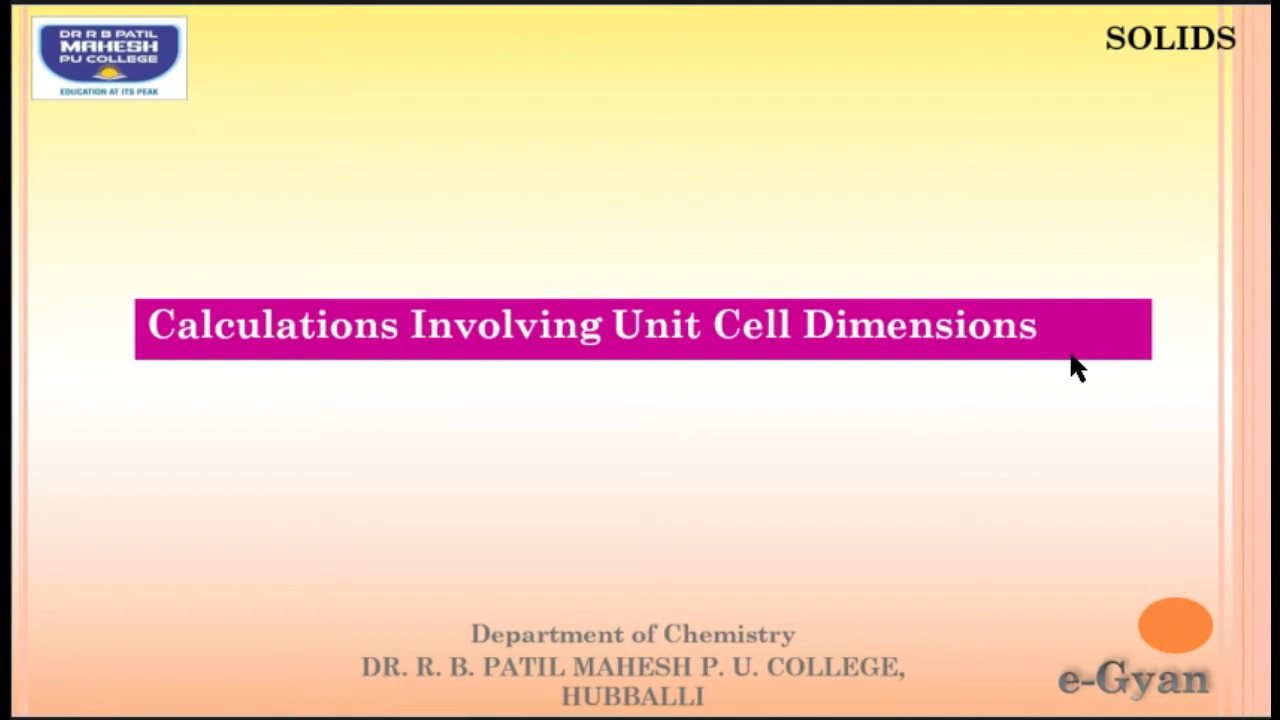 DR R B PATIL
MAHESH
PU COLLEGE
EDUCATION AT ITS PEAK
SOLIDS
Calculations Involving Unit Cell Dimensions
Department of Chemistry
DR. R. B. PATIL MAHESH P. U. COLLEGE,
HUBBALLI
e-Gyan